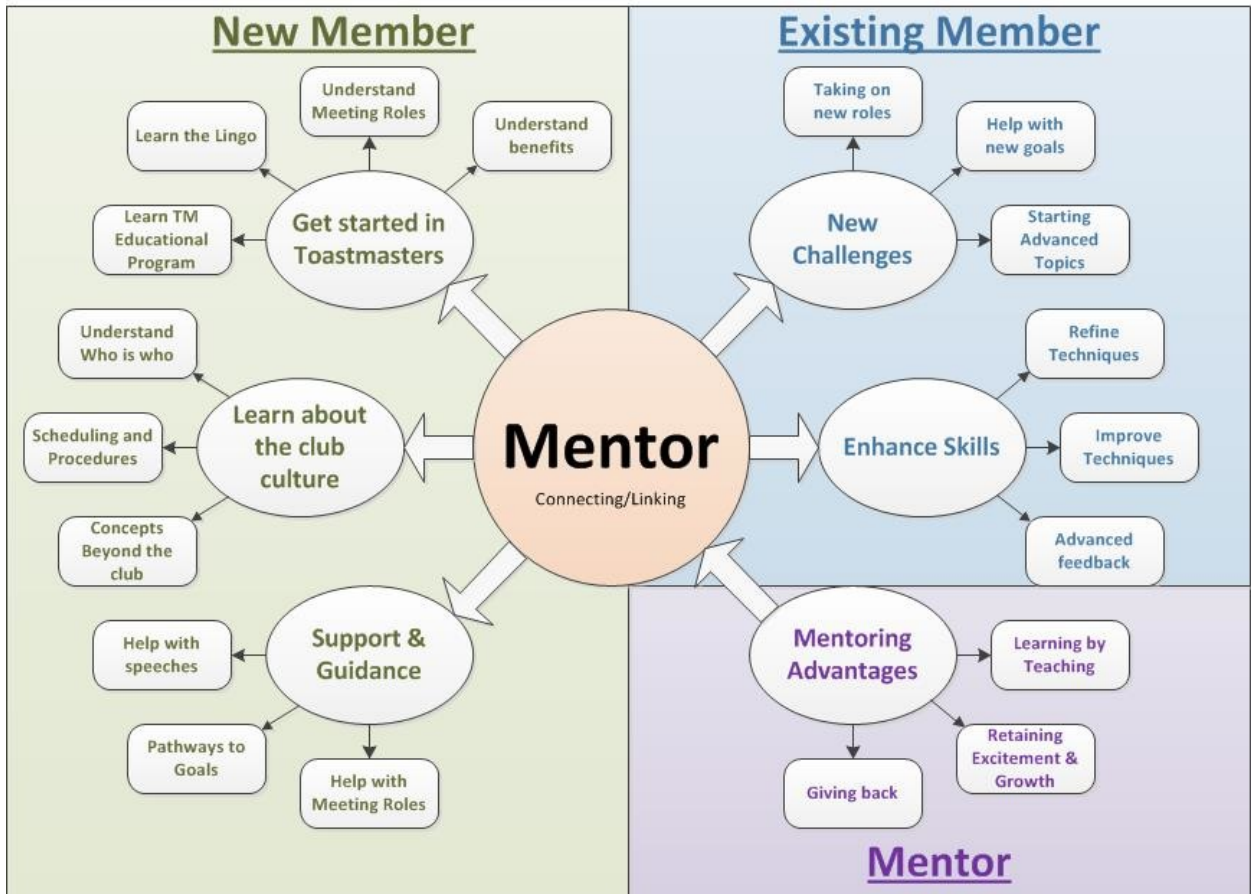 New Member
Understand
Meeting Roles
Learn the Lingo
Understand
benefits
Get started in
Toastmasters
Learn TM
Educational
Program
Understand
Who is who
Learn about
the club
culture
Scheduling and
Procedures
Concepts
Beyond the
club
Support &
Guidance
Help with
speeches
Pathways to
Goals
Help with
Meeting Roles
Mentor
Connecting/Linking
Existing Member
Taking on
new roles
Help with
new goals
New
Challenges
Starting
Advanced
Topics
Refine
Techniques
Enhance Skills
Improve
Techniques
Advanced
feedback
Mentoring
Advantages
Learning by
Teaching
Retaining
Excitement &
Growth
Giving back
Mentor